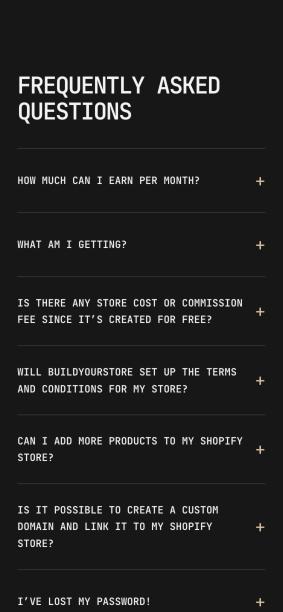 FREQUENTLY ASKED
QUESTIONS
HOW MUCH CAN I EARN PER MONTH?
WHAT AM I GETTING?
IS THERE ANY STORE COST OR COMMISSION
FEE SINCE IT’S CREATED FOR FREE?
WILL BUILDYOURSTORE SET UP THE TERMS
AND CONDITIONS FOR MY STORE?
CAN I ADD MORE PRODUCTS TO MY SHOPIFY
STORE?
IS IT POSSIBLE TO CREATE A CUSTOM
DOMAIN AND LINK IT TO MY SHOPIFY
STORE?
I’VE LOST MY PASSWORD!